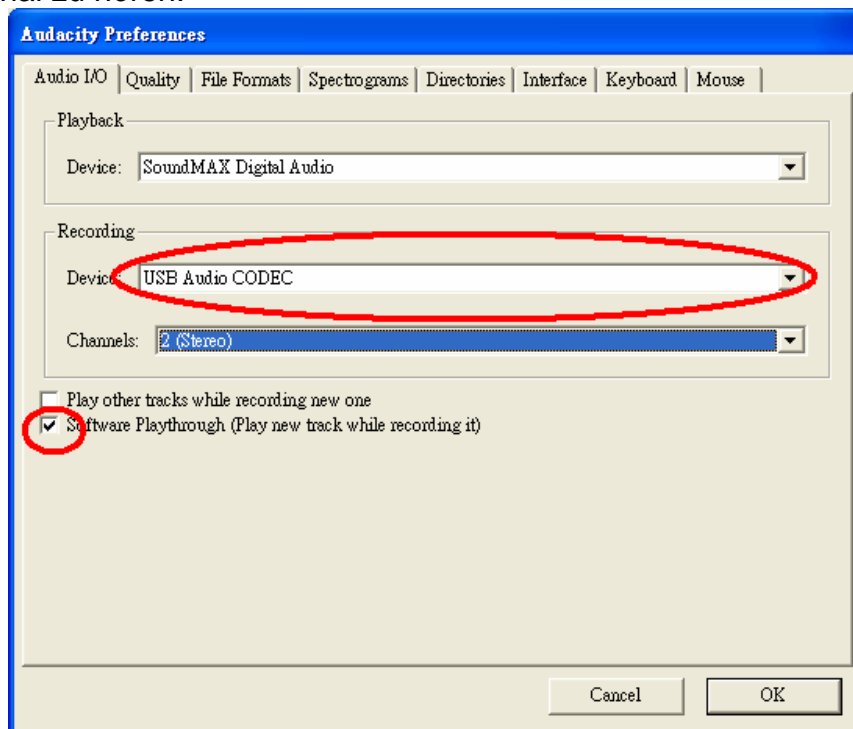 Audacity Preferences
Audio I/O Quality File Formats Spectrograms Directories Interface Keyboard Mouse
Playback
Device: SoundMAX Digital Audio
Recording
Device: USB Audio CODEC
Channels: 2 (Stereo)
Play other tracks while recording new one
Software Playthrough (Play new track while recording it)
Cancel OK